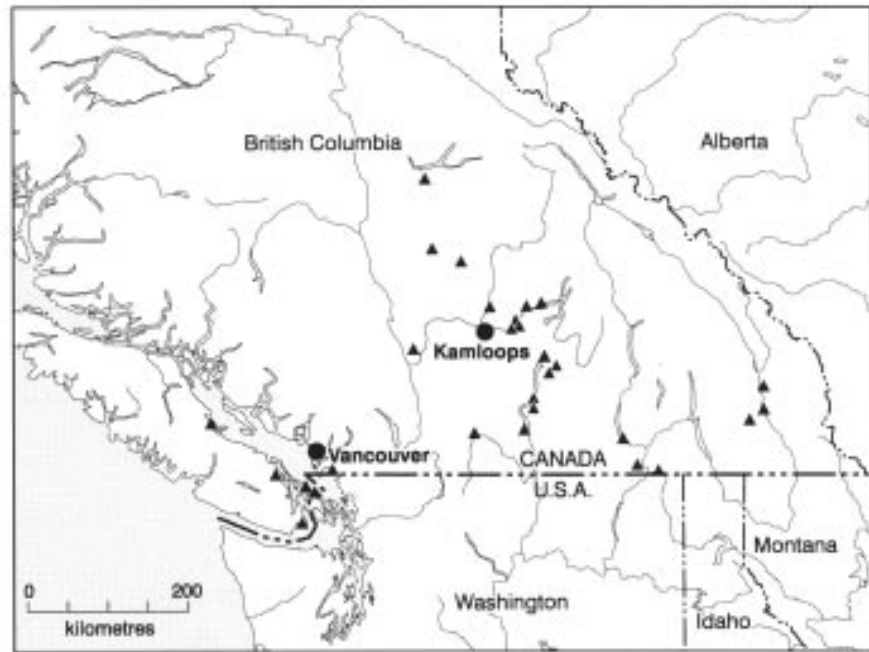 British Columbia
Alberta
Kamloops
Vancouver
CANADA
U.S.A.
Montana
Washington
Idaho
0 200
kilometres